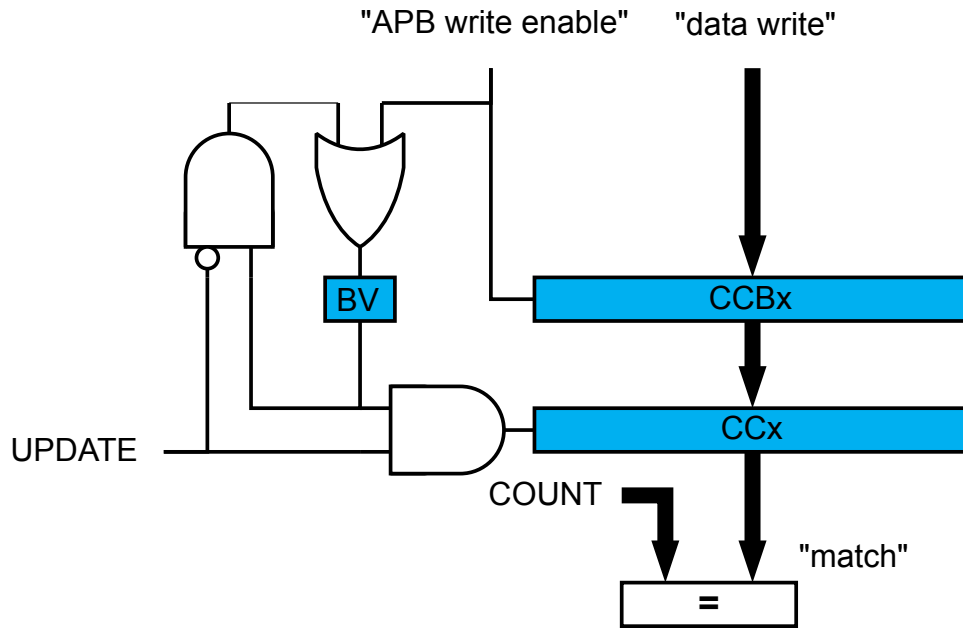 "APB write enable" "data write"
BV
CCBx
CCx
UPDATE
COUNT
"match"
=